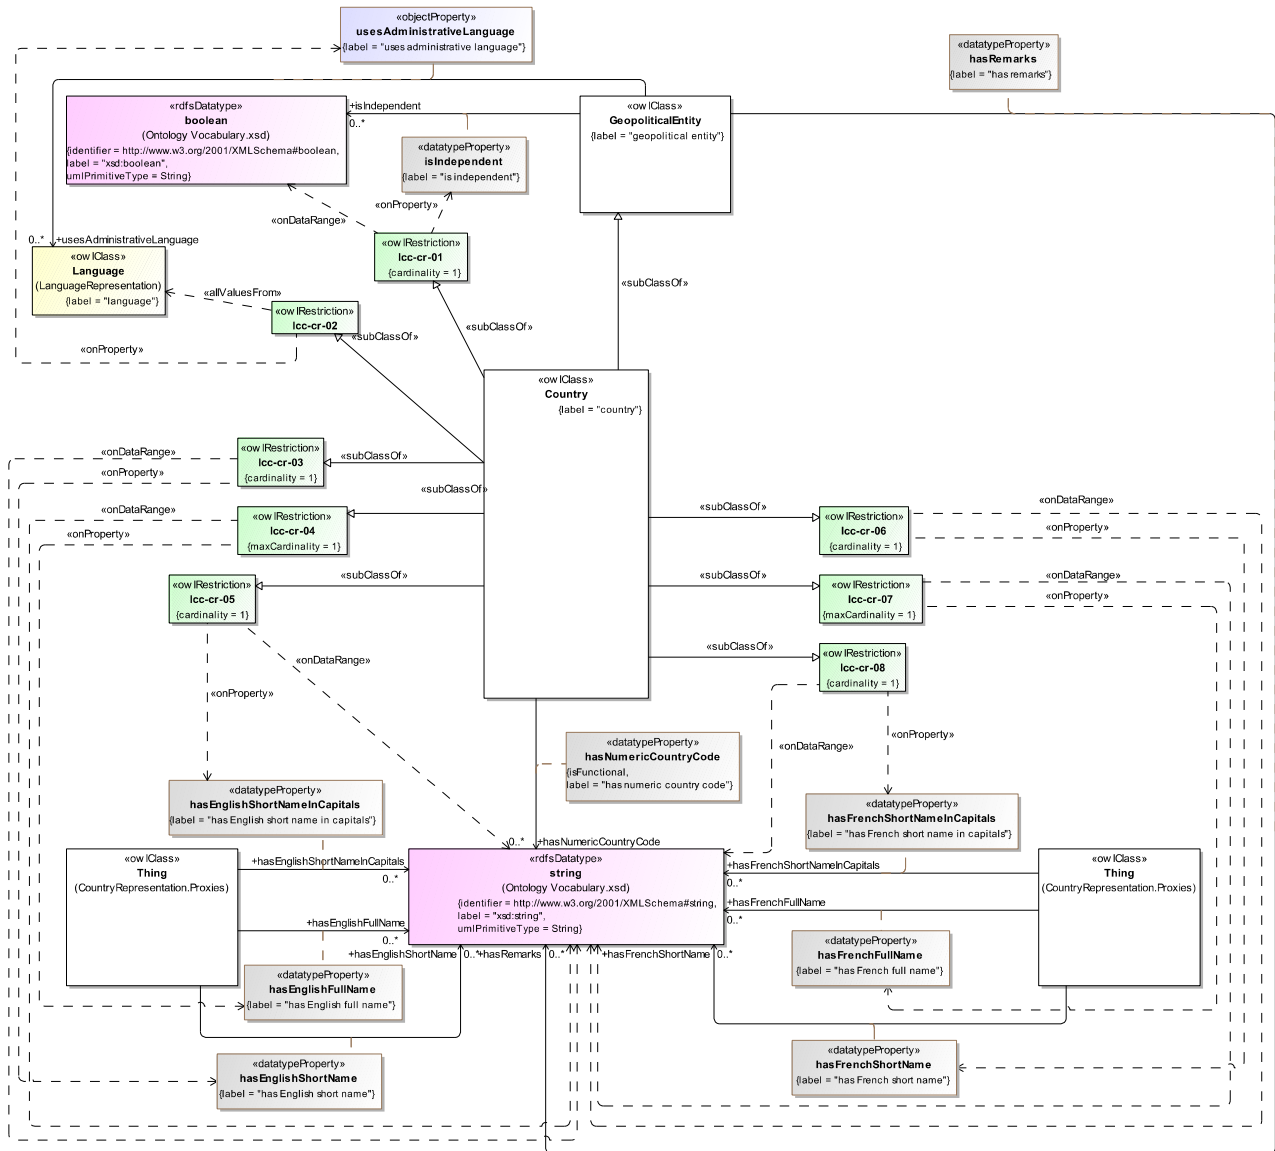 «objectProperty»
usesAdministrativeLanguage
{label = "uses administrative language"}
«datatypeProperty»
hasRemarks
{label = "has remarks"}
«rdfsDatatype»
boolean
(Ontology Vocabulary.xsd)
{identifier = http://www.w3.org/2001/XMLSchema#boolean,
label = "xsd:boolean",
umlPrimitiveType = String}
+isIndependent
0..*
«owlClass»
GeopoliticalEntity
{label = "geopolitical entity"}
«datatypeProperty»
isIndependent
{label = "is independent"}
«onProperty»
«onDataRange»
0..*
+usesAdministrativeLanguage
«owlClass»
Language
(LanguageRepresentation)
{label = "language"}
«owlRestriction»
lcc-cr-01
{cardinality = 1}
«allValuesFrom»
«owlRestriction»
lcc-cr-02
«subClassOf»
«subClassOf»
«subClassOf»
«onProperty»
«owlClass»
Country
{label = "country"}
«onDataRange»
«onProperty»
«owlRestriction»
lcc-cr-03
{cardinality = 1}
«subClassOf»
«subClassOf»
«onDataRange»
«onProperty»
«owlRestriction»
lcc-cr-04
{maxCardinality = 1}
«subClassOf»
«owlRestriction»
lcc-cr-06
{cardinality = 1}
«onDataRange»
«onProperty»
«owlRestriction»
lcc-cr-05
{cardinality = 1}
«subClassOf»
«subClassOf»
«owlRestriction»
lcc-cr-07
{maxCardinality = 1}
«onDataRange»
«onProperty»
«onDataRange»
«onProperty»
«subClassOf»
«owlRestriction»
lcc-cr-08
{cardinality = 1}
«onDataRange»
«onProperty»
«datatypeProperty»
hasNumericCountryCode
{isFunctional,
label = "has numeric country code"}
«datatypeProperty»
hasEnglishShortNameInCapitals
{label = "has English short name in capitals"}
«datatypeProperty»
hasFrenchShortNameInCapitals
{label = "has French short name in capitals"}
0..*
+hasNumericCountryCode
«owlClass»
Thing
(CountryRepresentation.Proxies)
+hasEnglishShortNameInCapitals
0..*
+hasEnglishFullName
0..*
«rdfsDatatype»
string
(Ontology Vocabulary.xsd)
{identifier = http://www.w3.org/2001/XMLSchema#string,
label = "xsd:string",
umlPrimitiveType = String}
+hasFrenchShortNameInCapitals
0..*
+hasFrenchFullName
0..*
«owlClass»
Thing
(CountryRepresentation.Proxies)
+hasEnglishShortName
0..*
+hasRemarks
0..*
+hasFrenchShortName
0..*
«datatypeProperty»
hasEnglishFullName
{label = "has English full name"}
«datatypeProperty»
hasFrenchFullName
{label = "has French full name"}
«datatypeProperty»
hasEnglishShortName
{label = "has English short name"}
«datatypeProperty»
hasFrenchShortName
{label = "has French short name"}